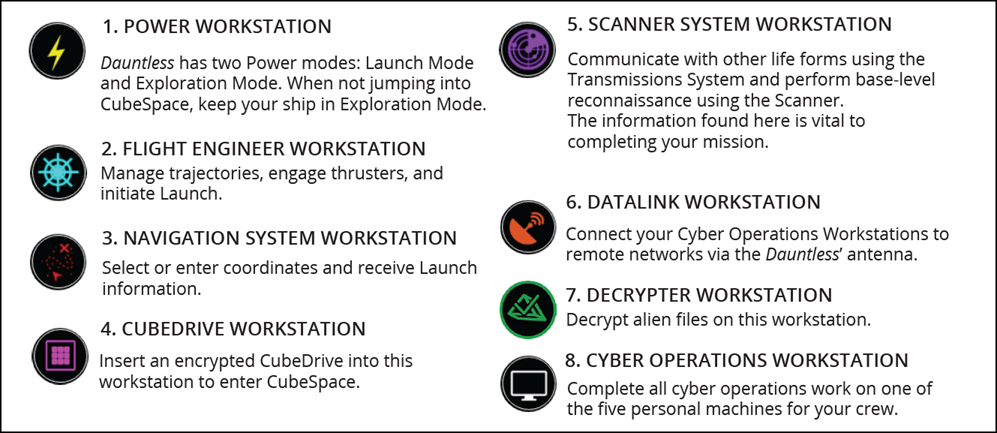 1. POWER WORKSTATION
Dauntless has two Power modes: Launch Mode
and Exploration Mode. When not jumping into
CubeSpace, keep your ship in Exploration Mode.
2. FLIGHT ENGINEER WORKSTATION
Manage trajectories, engage thrusters, and
initiate Launch.
3. NAVIGATION SYSTEM WORKSTATION
Select or enter coordinates and receive Launch
information.
4. CUBEDRIVE WORKSTATION
Insert an encrypted CubeDrive into this
workstation to enter CubeSpace.
5. SCANNER SYSTEM WORKSTATION
Communicate with other life forms using the
Transmissions System and perform base-level
reconnaissance using the Scanner.
The information found here is vital to
completing your mission.
6. DATALINK WORKSTATION
Connect your Cyber Operations Workstations to
remote networks via the Dauntless’ antenna.
7. DECRYPTER WORKSTATION
Decrypt alien files on this workstation.
8. CYBER OPERATIONS WORKSTATION
Complete all cyber operations work on one of
the five personal machines for your crew.